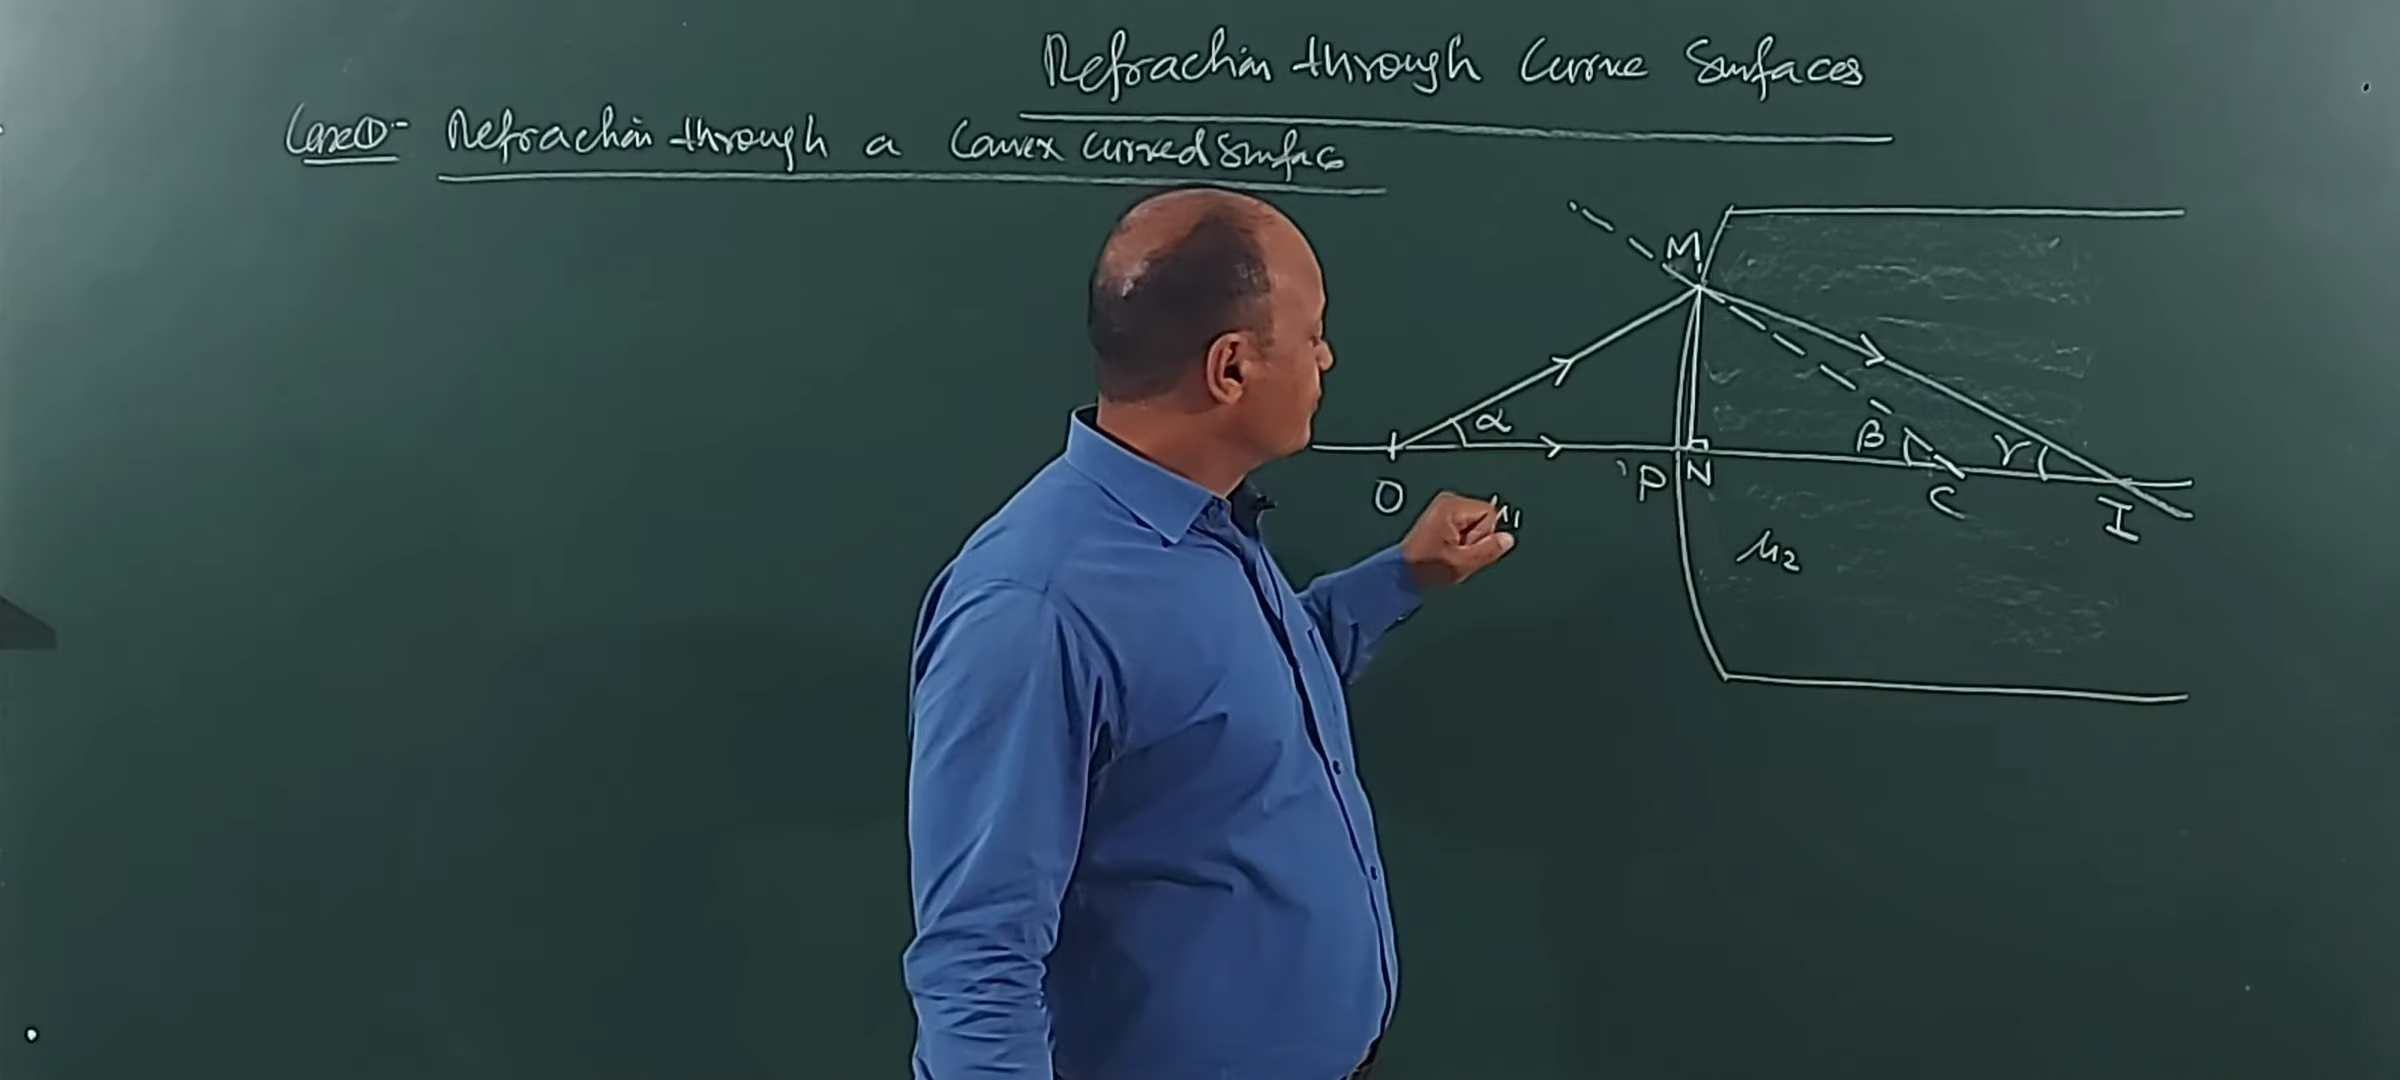 Refraction through Curve Surfaces
Case① :- Refraction through a Convex curved Surface
M
α
β
γ
O
P
N
C
I
μ1
μ2